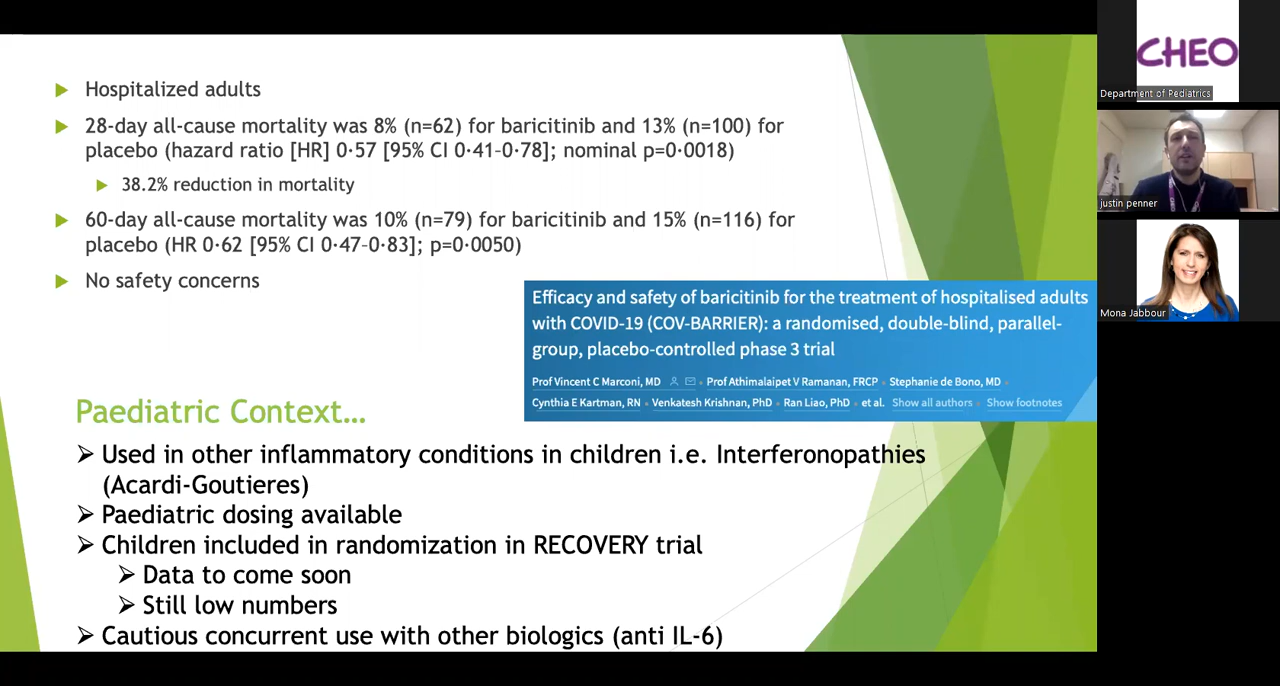 Hospitalized adults
28-day all-cause mortality was 8% (n=62) for baricitinib and 13% (n=100) for
placebo (hazard ratio [HR] 0·57 [95% CI 0·41–0·78]; nominal p=0·0018)
38.2% reduction in mortality
60-day all-cause mortality was 10% (n=79) for baricitinib and 15% (n=116) for
placebo (HR 0·62 [95% CI 0·47–0·83]; p=0·0050)
No safety concerns
Efficacy and safety of baricitinib for the treatment of hospitalised adults
with COVID-19 (COV-BARRIER): a randomised, double-blind, parallel-
group, placebo-controlled phase 3 trial
Prof Vincent C Marconi, MD • Prof Athimalaipet V Ramanan, FRCP • Stephanie de Bono, MD •
Cynthia E Kartman, RN • Venkatesh Krishnan, PhD • Ran Liao, PhD • et al. Show all authors • Show footnotes
Paediatric Context…
Used in other inflammatory conditions in children i.e. Interferonopathies
(Acardi-Goutieres)
Paediatric dosing available
Children included in randomization in RECOVERY trial
Data to come soon
Still low numbers
Cautious concurrent use with other biologics (anti IL-6)
CHEO
Department of Pediatrics
justin penner
Mona Jabbour